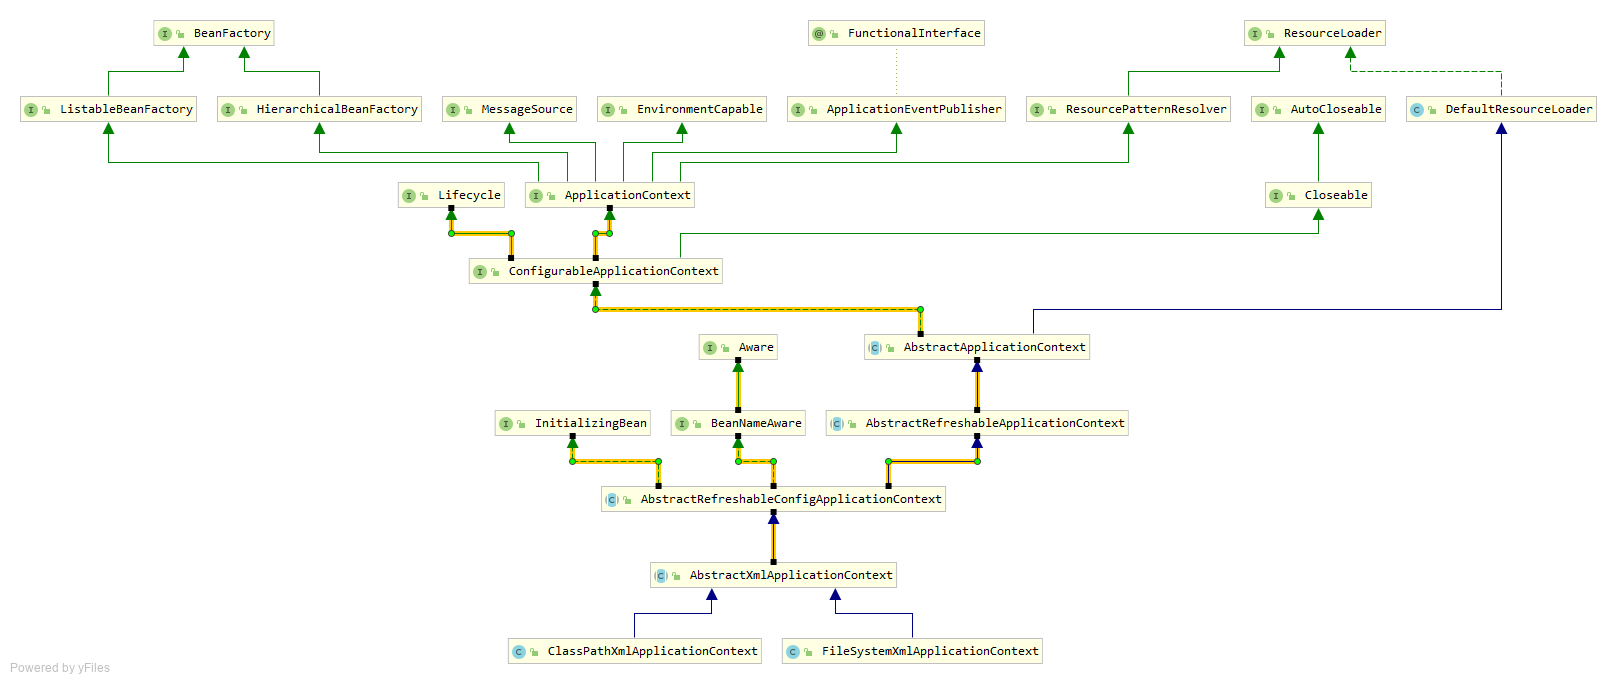 BeanFactory
FunctionalInterface
ResourceLoader
ListableBeanFactory
HierarchicalBeanFactory
MessageSource
EnvironmentCapable
ApplicationEventPublisher
ResourcePatternResolver
AutoCloseable
DefaultResourceLoader
Lifecycle
ApplicationContext
Closeable
ConfigurableApplicationContext
Aware
AbstractApplicationContext
InitializingBean
BeanNameAware
AbstractRefreshableApplicationContext
AbstractRefreshableConfigApplicationContext
AbstractXmlApplicationContext
ClassPathXmlApplicationContext
FileSystemXmlApplicationContext
Powered by yFiles